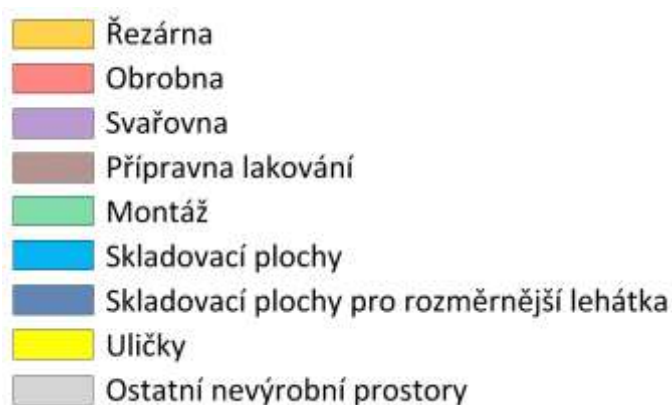 Řezárna
Obrobna
Svařovna
Přípravna lakování
Montáž
Skladovací plochy
Skladovací plochy pro rozměrnější lehátka
Uličky
Ostatní nevýrobní prostory